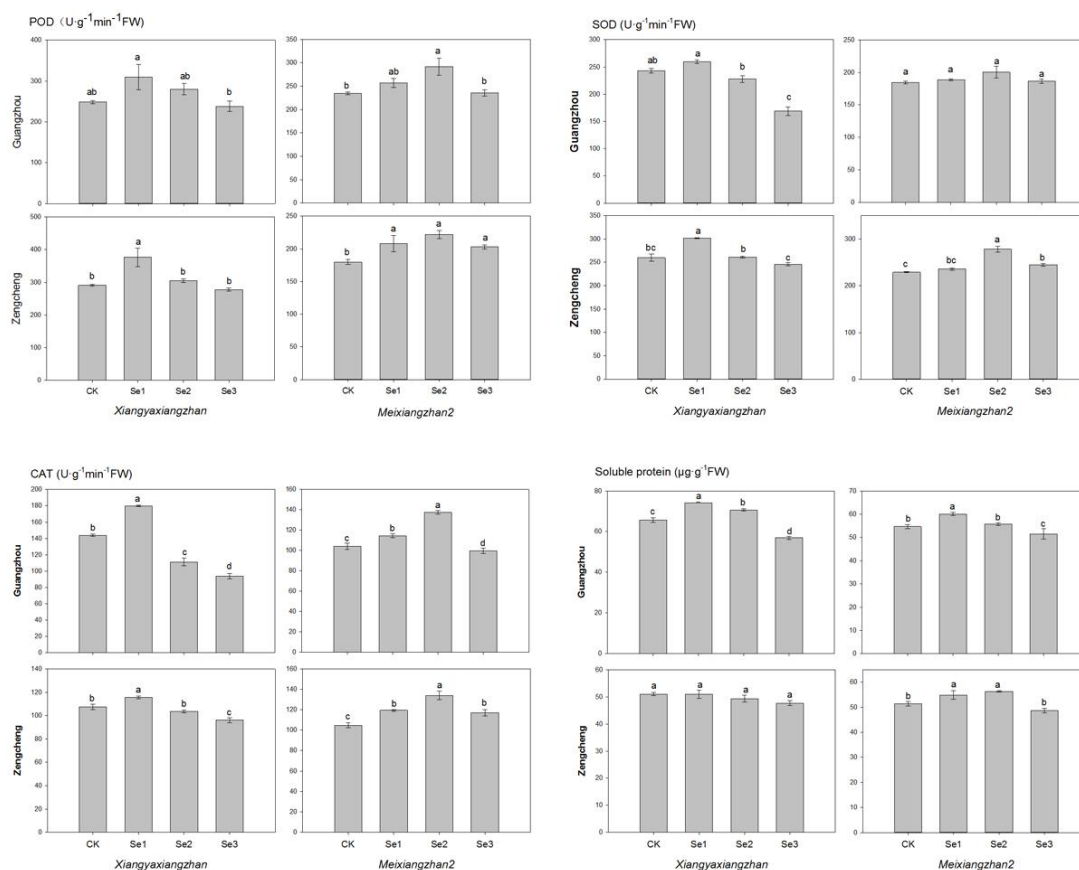 POD（U·g⁻¹min⁻¹FW)
Guangzhou
400
300
200
100
0
ab
a
ab
b
350
300
250
200
150
100
50
0
b
ab
a
b
Zengcheng
500
400
300
200
100
0
b
a
b
b
CK
Se1
Se2
Se3
Xiangyaxiangzhan
250
200
150
100
50
0
b
a
a
a
CK
Se1
Se2
Se3
Meixiangzhan2
SOD (U·g⁻¹min⁻¹FW)
Guangzhou
300
250
200
150
100
50
0
ab
a
b
c
250
200
150
100
50
0
a
a
a
a
Zengcheng
350
300
250
200
150
100
50
0
bc
a
b
c
CK
Se1
Se2
Se3
Xiangyaxiangzhan
300
200
100
0
c
bc
a
b
CK
Se1
Se2
Se3
Meixiangzhan2
CAT (U·g⁻¹min⁻¹FW)
Guangzhou
200
180
160
140
120
100
80
60
40
20
0
b
a
c
d
160
140
120
100
80
60
40
20
0
c
b
a
d
Zengcheng
140
120
100
80
60
40
20
0
b
a
b
c
CK
Se1
Se2
Se3
Xiangyaxiangzhan
160
140
120
100
80
60
40
20
0
c
b
a
b
CK
Se1
Se2
Se3
Meixiangzhan2
Soluble protein (μg·g⁻¹FW)
Guangzhou
80
60
40
20
0
c
a
b
d
70
60
50
40
30
20
10
0
b
a
b
c
Zengcheng
60
50
40
30
20
10
0
a
a
a
a
CK
Se1
Se2
Se3
Xiangyaxiangzhan
60
50
40
30
20
10
0
b
a
a
b
CK
Se1
Se2
Se3
Meixiangzhan2